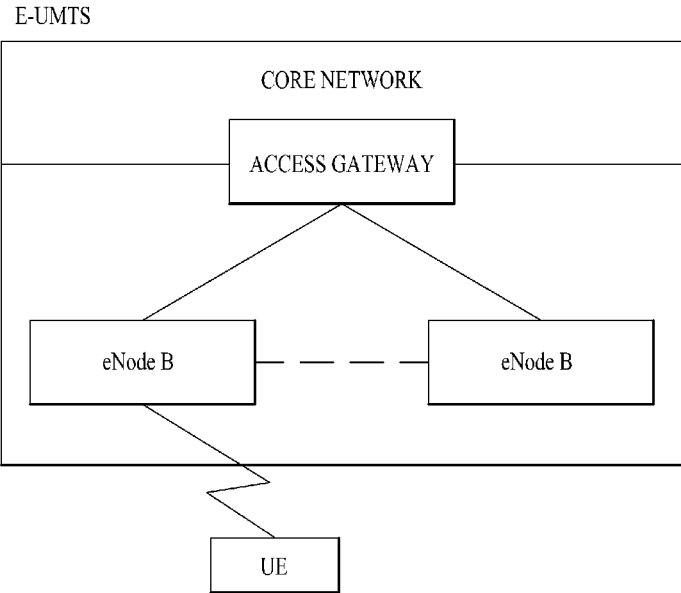 E-UMTS
CORE NETWORK
ACCESS GATEWAY
eNode B
eNode B
UE